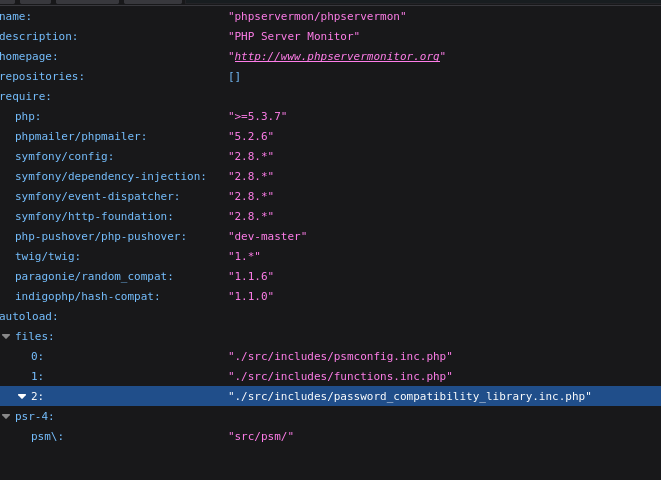 name: "phpservermon/phpservermon"
description: "PHP Server Monitor"
homepage: "http://www.phpservermonitor.org"
repositories: []
require:
php: ">=5.3.7"
phpmailer/phpmailer: "5.2.6"
symfony/config: "2.8.*"
symfony/dependency-injection: "2.8.*"
symfony/event-dispatcher: "2.8.*"
symfony/http-foundation: "2.8.*"
php-pushover/php-pushover: "dev-master"
twig/twig: "1.*"
paragonie/random_compat: "1.1.6"
indigophp/hash-compat: "1.1.0"
autoload:
files:
0: "./src/includes/psmconfig.inc.php"
1: "./src/includes/functions.inc.php"
2: "./src/includes/password_compatibility_library.inc.php"
psr-4:
psm\: "src/psm/"